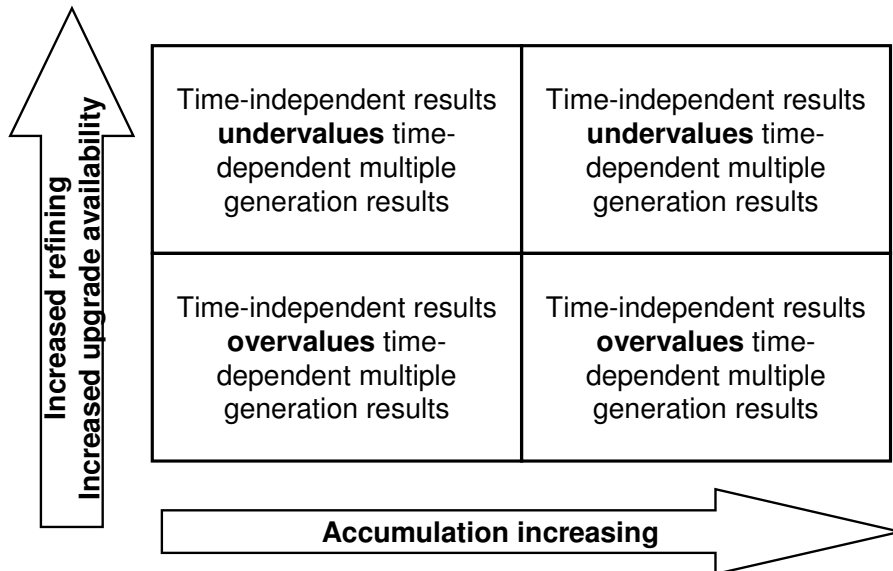 Increased refining
Increased upgrade availability
Time-independent results
undervalues time-
dependent multiple
generation results
Time-independent results
undervalues time-
dependent multiple
generation results
Time-independent results
overvalues time-
dependent multiple
generation results
Time-independent results
overvalues time-
dependent multiple
generation results
Accumulation increasing